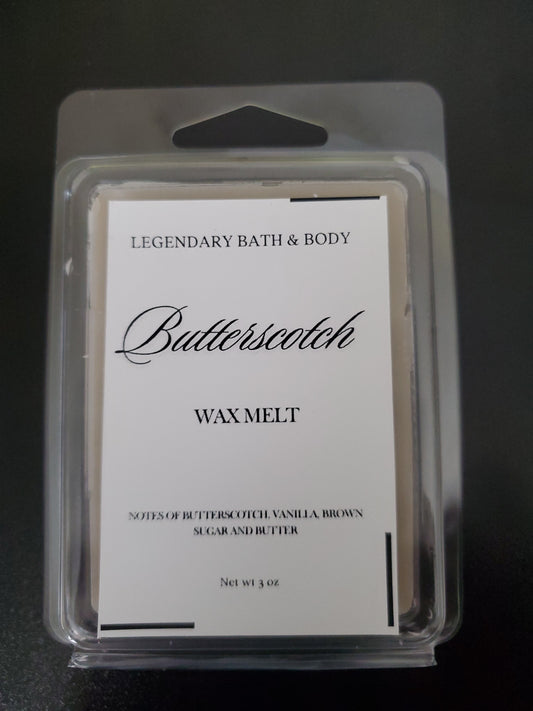 LEGENDARY BATH & BODY
Butterscotch
WAX MELT
NOTES OF BUTTERSCOTCH, VANILLA, BROWN
SUGAR AND BUTTER
Net wt 3 oz